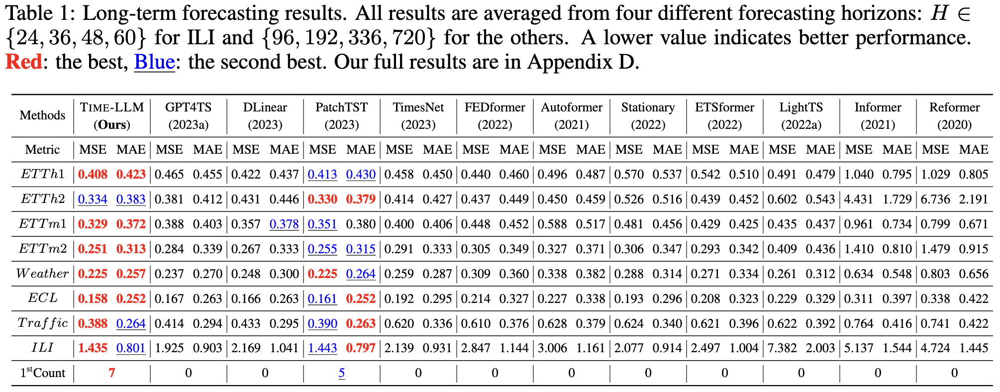 Table 1: Long-term forecasting results. All results are averaged from four different forecasting horizons: H ∈
{24, 36, 48, 60} for ILI and {96, 192, 336, 720} for the others. A lower value indicates better performance.
Red: the best, Blue: the second best. Our full results are in Appendix D.
Methods TIME-LLM (Ours) GPT4TS (2023a) DLinear (2023) PatchTST (2023) TimesNet (2023) FEDformer (2022) Autoformer (2021) Stationary (2022) ETSformer (2022) LightTS (2022a) Informer (2021) Reformer (2020)
Metric MSE MAE MSE MAE MSE MAE MSE MAE MSE MAE MSE MAE MSE MAE MSE MAE MSE MAE MSE MAE MSE MAE MSE MAE
ETTh1 0.408 0.423 0.465 0.455 0.422 0.437 0.413 0.430 0.458 0.450 0.440 0.460 0.496 0.487 0.570 0.537 0.542 0.510 0.491 0.479 1.040 0.795 1.029 0.805
ETTh2 0.334 0.383 0.381 0.412 0.431 0.446 0.330 0.379 0.414 0.427 0.437 0.449 0.450 0.459 0.526 0.516 0.439 0.452 0.602 0.543 4.431 1.729 6.736 2.191
ETTm1 0.329 0.372 0.388 0.403 0.357 0.378 0.351 0.380 0.400 0.406 0.448 0.452 0.588 0.517 0.481 0.456 0.429 0.425 0.435 0.437 0.961 0.734 0.799 0.671
ETTm2 0.251 0.313 0.284 0.339 0.267 0.333 0.255 0.315 0.291 0.333 0.305 0.349 0.327 0.371 0.306 0.347 0.293 0.342 0.409 0.436 1.410 0.810 1.479 0.915
Weather 0.225 0.257 0.237 0.270 0.248 0.300 0.225 0.264 0.259 0.287 0.309 0.360 0.338 0.382 0.288 0.314 0.271 0.334 0.261 0.312 0.634 0.548 0.803 0.656
ECL 0.158 0.252 0.167 0.263 0.166 0.263 0.161 0.252 0.192 0.295 0.214 0.327 0.227 0.338 0.193 0.296 0.208 0.323 0.229 0.329 0.311 0.397 0.338 0.422
Traffic 0.388 0.264 0.414 0.294 0.433 0.295 0.390 0.263 0.620 0.336 0.610 0.376 0.628 0.379 0.624 0.340 0.621 0.396 0.622 0.392 0.764 0.416 0.741 0.422
ILI 1.435 0.801 1.925 0.903 2.169 1.041 1.443 0.797 2.139 0.931 2.847 1.144 3.006 1.161 2.077 0.914 2.497 1.004 7.382 2.003 5.137 1.544 4.724 1.445
1stCount 7 0 0 5 0 0 0 0 0 0 0 0